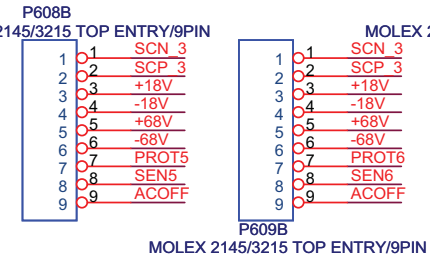 P608B
2145/3215 TOP ENTRY/9PIN
1 1 SCN_3
2 2 SCP_3
3 3 +18V
4 4 -18V
5 5 +68V
6 6 -68V
7 7 PROT5
8 8 SEN5
9 9 ACOFF
MOLEX 2
1 1 SCN_3
2 2 SCP_3
3 3 +18V
4 4 -18V
5 5 +68V
6 6 -68V
7 7 PROT6
8 8 SEN6
9 9 ACOFF
P609B
MOLEX 2145/3215 TOP ENTRY/9PIN